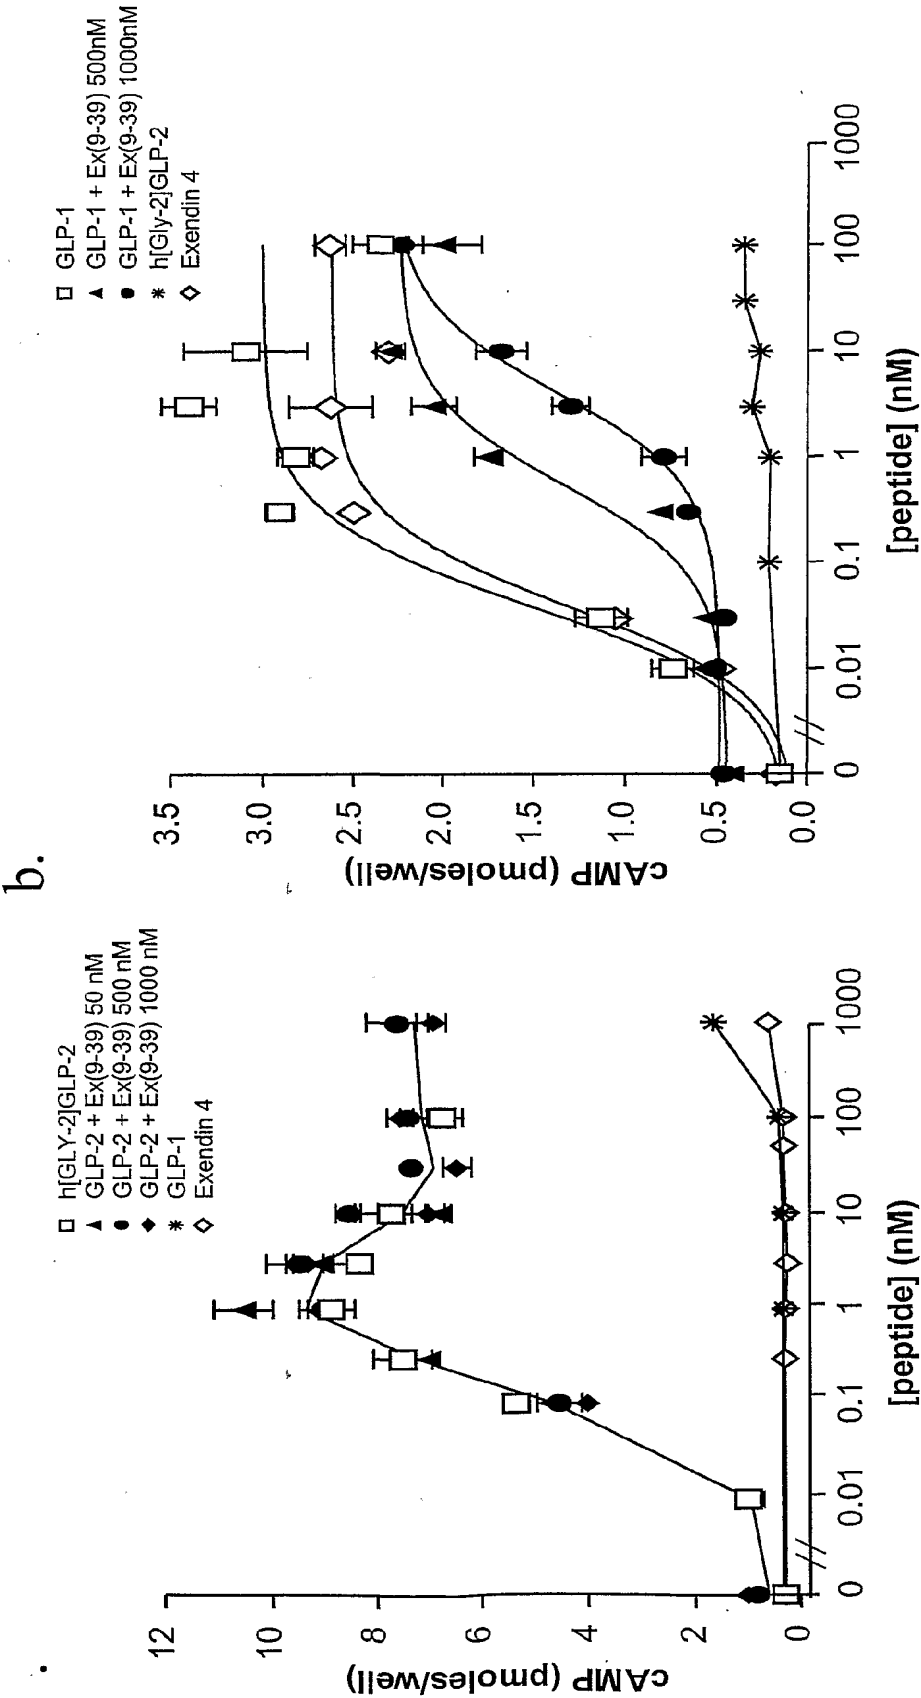 h[GLY-2]GLP-2
GLP-2 + Ex(9-39) 50 nM
GLP-2 + Ex(9-39) 500 nM
GLP-2 + Ex(9-39) 1000 nM
GLP-1
Exendin 4
cAMP (pmoles/well)
12
10
8
6
4
2
0
0
0.01
0.1
1
10
100
1000
[peptide] (nM)
b.
GLP-1
GLP-1 + Ex(9-39) 500nM
GLP-1 + Ex(9-39) 1000nM
h[Gly-2]GLP-2
Exendin 4
cAMP (pmoles/well)
3.5
3.0
2.5
2.0
1.5
1.0
0.5
0.0
0
0.01
0.1
1
10
100
1000
[peptide] (nM)